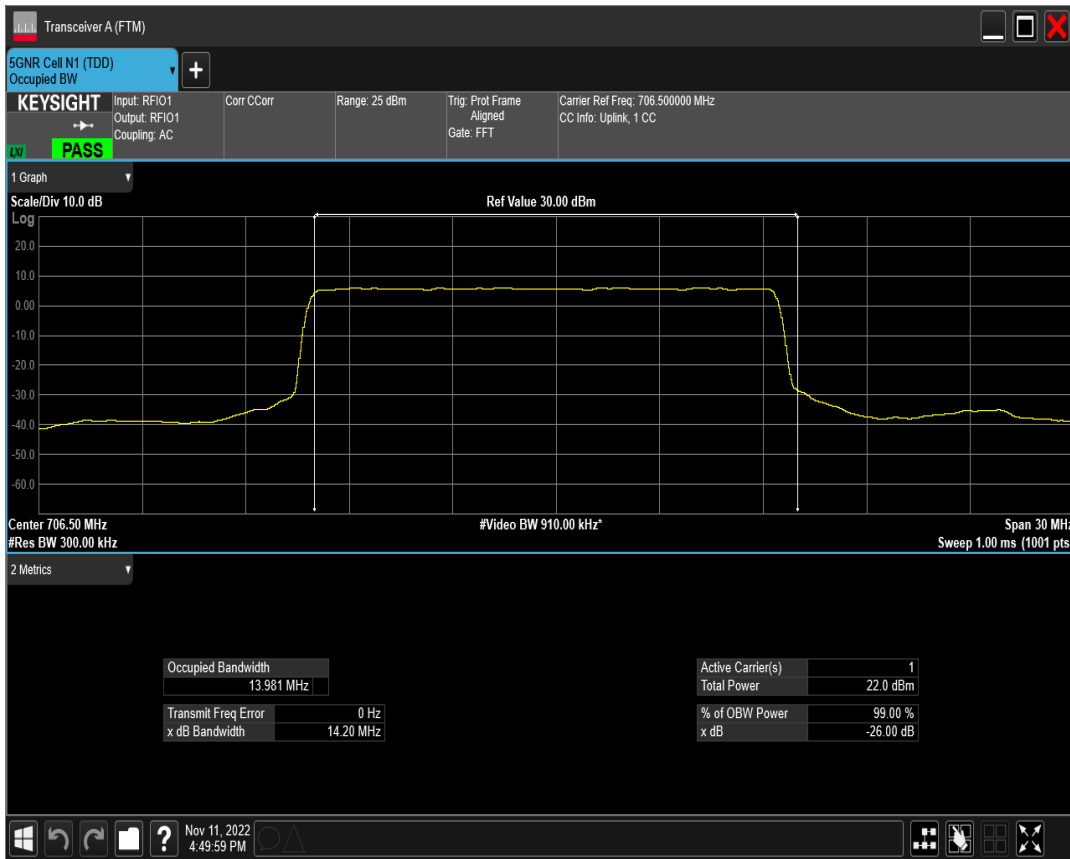 Transceiver A (FTM)
5GNR Cell N1 (TDD)
Occupied BW
+
KEYSIGHT
LXI
PASS
Input: RFIO1
Output: RFIO1
Coupling: AC
Corr CCorr
Range: 25 dBm
Trig: Prot Frame
Aligned
Gate: FFT
Carrier Ref Freq: 706.500000 MHz
CC Info: Uplink, 1 CC
1 Graph
Scale/Div 10.0 dB
Ref Value 30.00 dBm
Log
20.0
10.0
0.00
-10.0
-20.0
-30.0
-40.0
-50.0
-60.0
Center 706.50 MHz
#Video BW 910.00 kHz*
Span 30 MHz
#Res BW 300.00 kHz
Sweep 1.00 ms (1001 pts
2 Metrics
Occupied Bandwidth
13.981 MHz
Transmit Freq Error 0 Hz
x dB Bandwidth 14.20 MHz
Active Carrier(s) 1
Total Power 22.0 dBm
% of OBW Power 99.00 %
x dB -26.00 dB
?
Nov 11, 2022
4:49:59 PM